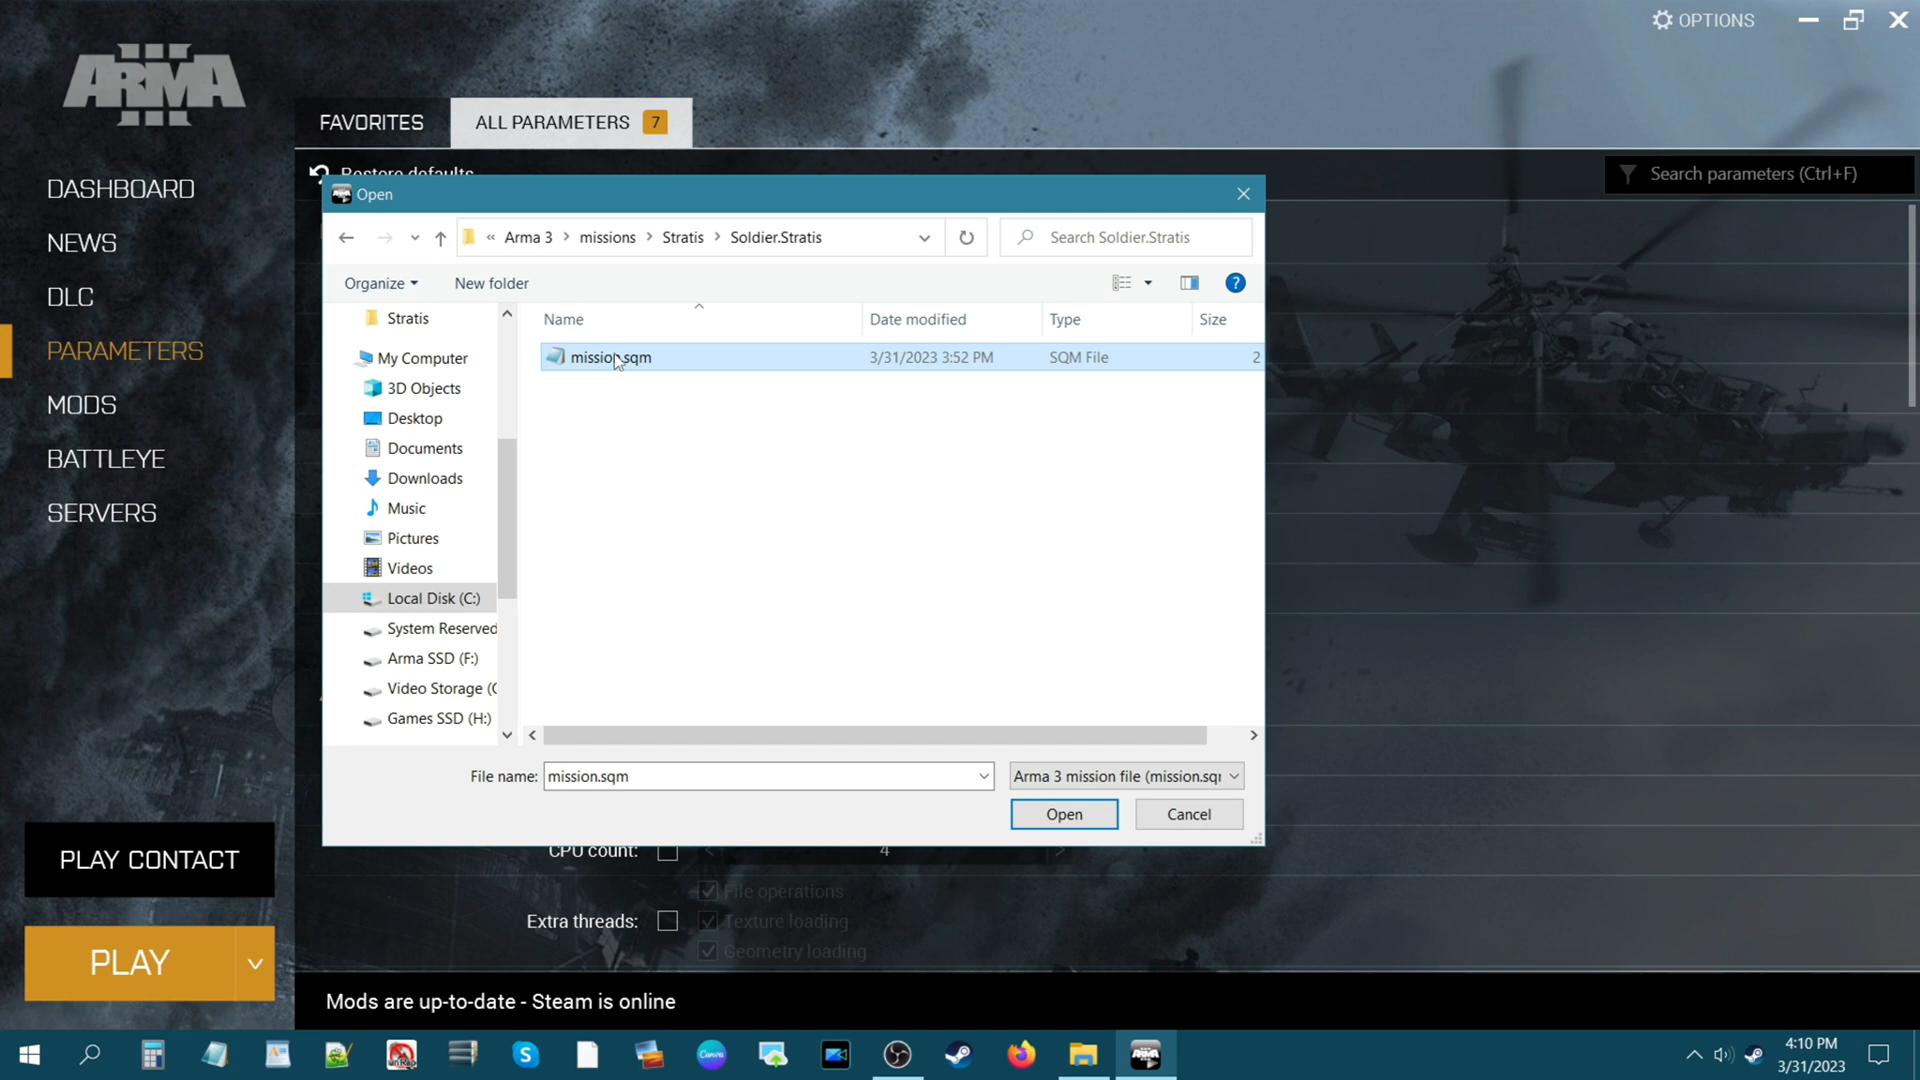 OPTIONS
ARMA
III
FAVORITES
ALL PARAMETERS 7
Restore defaults
Search parameters (Ctrl+F)
DASHBOARD
NEWS
DLC
PARAMETERS
MODS
BATTLEYE
SERVERS
PLAY CONTACT
PLAY
Open
« Arma 3 > missions > Stratis > Soldier.Stratis
Search Soldier.Stratis
Organize
New folder
Name
Date modified
Type
Size
mission.sqm
3/31/2023 3:52 PM
SQM File
2
Stratis
My Computer
3D Objects
Desktop
Documents
Downloads
Music
Pictures
Videos
Local Disk (C:)
System Reserved
Arma SSD (F:)
Video Storage (
Games SSD (H:)
File name: mission.sqm
Arma 3 mission file (mission.sq
Open
Cancel
CPU count:
4
File operations
Extra threads:
Texture loading
Geometry loading
Mods are up-to-date - Steam is online
Canva
4:10 PM
3/31/2023